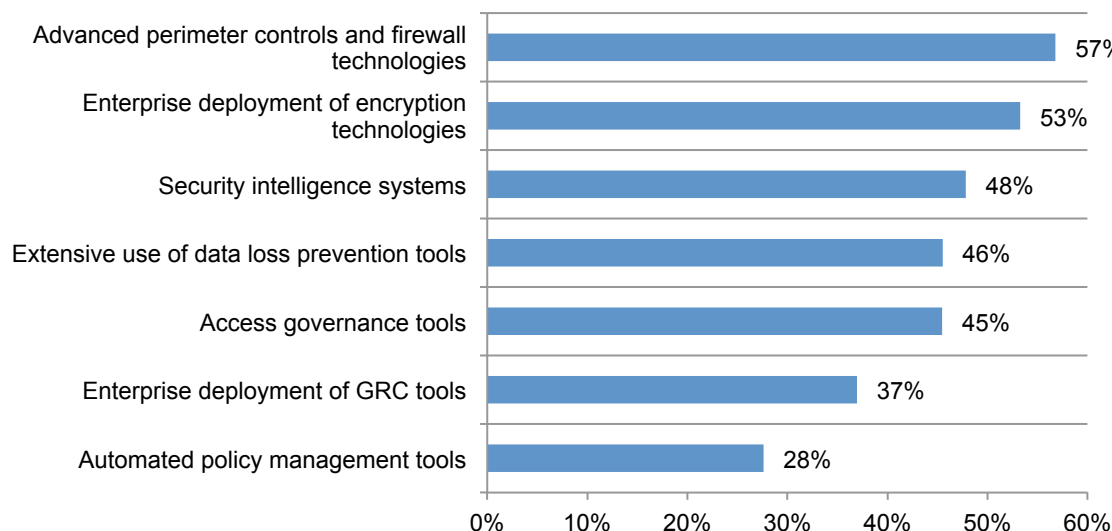 Advanced perimeter controls and firewall
technologies
57%
Enterprise deployment of encryption
technologies
53%
Security intelligence systems
48%
Extensive use of data loss prevention tools
46%
Access governance tools
45%
Enterprise deployment of GRC tools
37%
Automated policy management tools
28%
0% 10% 20% 30% 40% 50% 60%